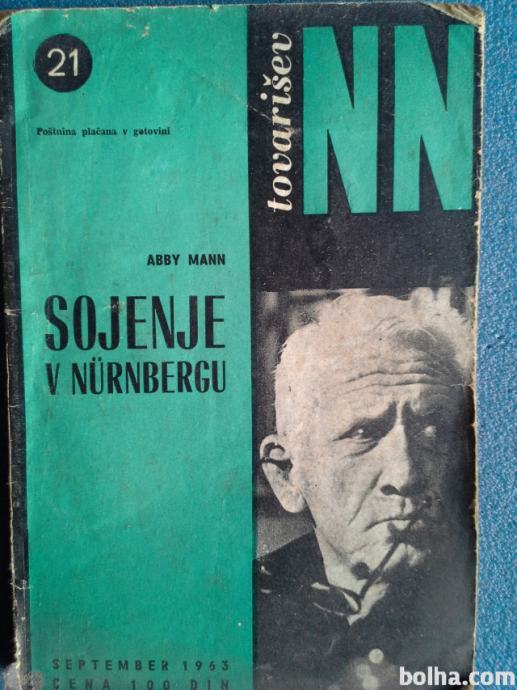 21
tovarišev
NN
Poštnina plačana v gotovini
ABBY MANN
SOJENJE
V NÜRNBERGU
SEPTEMBER 1963
CENA 100 DIN
bolha.com